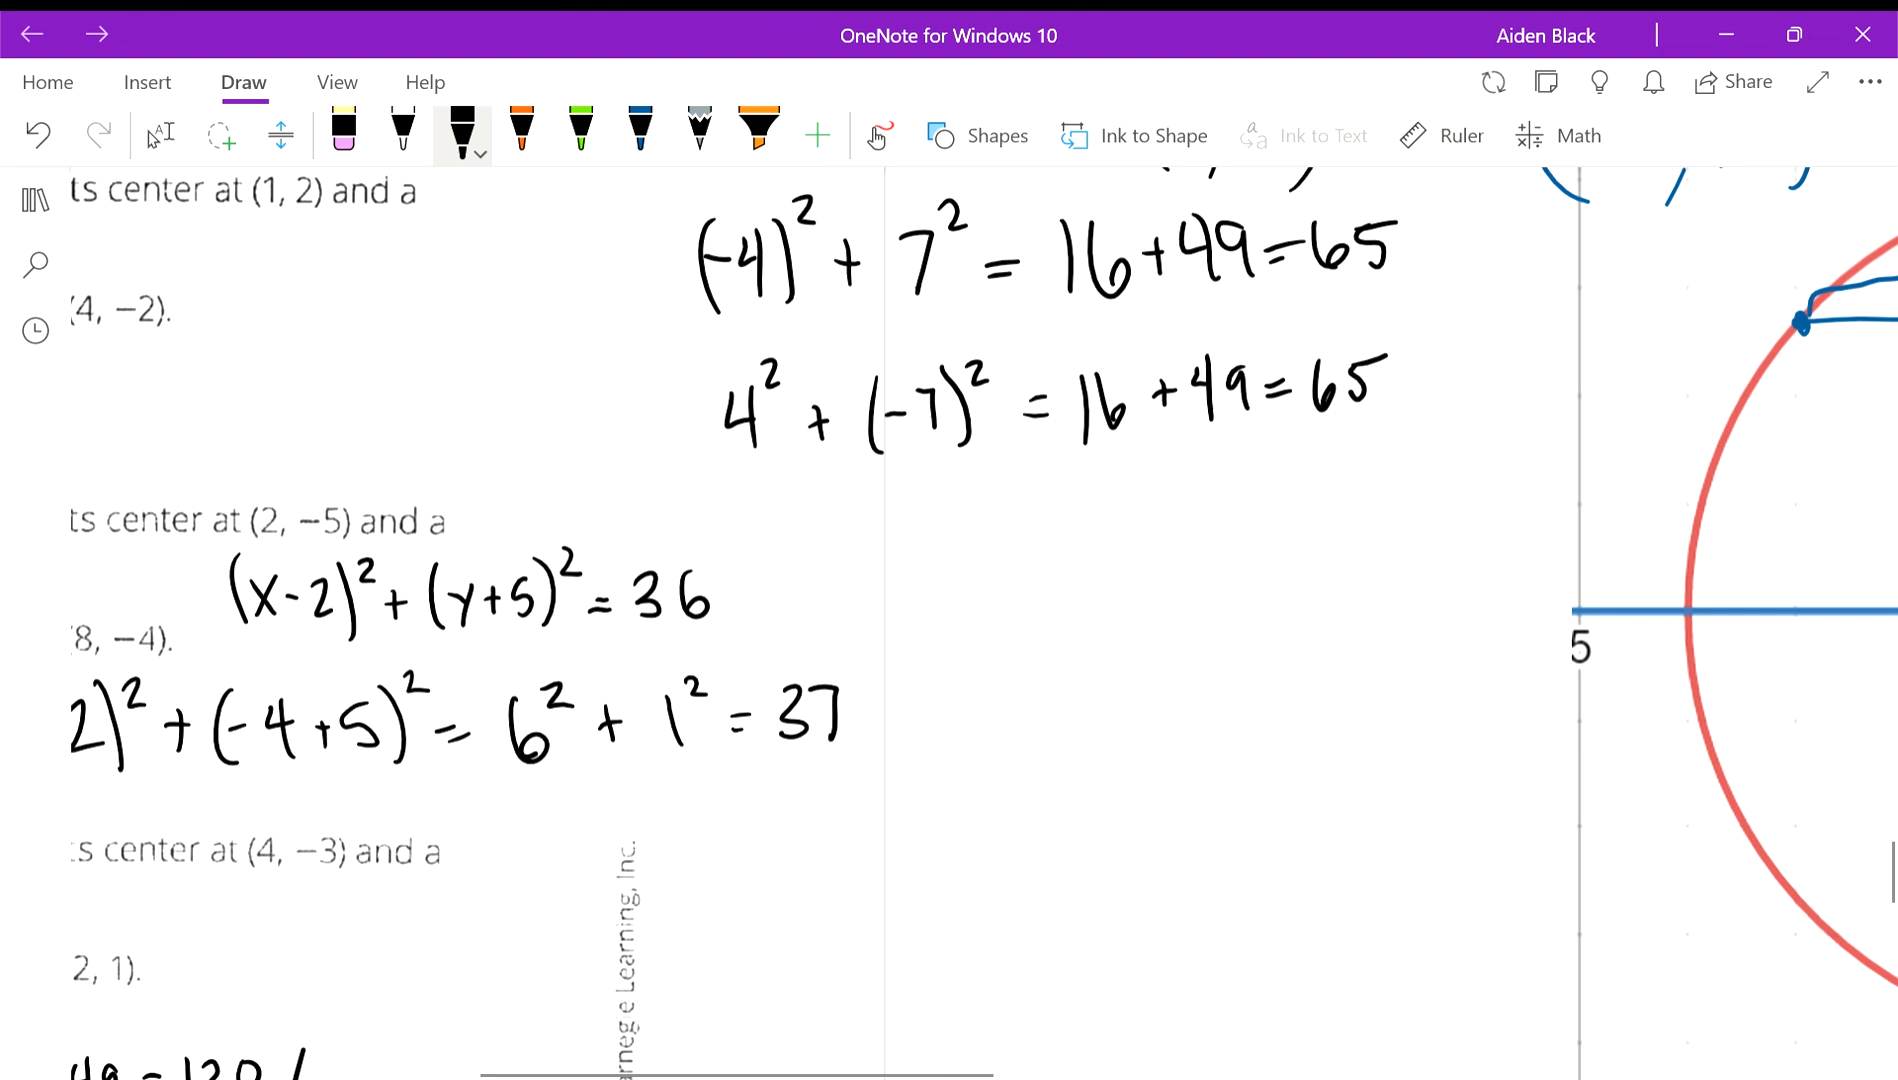 OneNote for Windows 10
Aiden Black
Home Insert Draw View Help
Share
Shapes Ink to Shape Ink to Text Ruler Math
ts center at (1, 2) and a
(-4)² + 7² = 16+49=65
(4, −2).
4² + (-7)² = 16 + 49 = 65
ts center at (2, −5) and a
(x-2)² + (y+5)² = 36
(8, −4).
5
2)² + (-4+5)² = 6² + 1² = 37
s center at (4, −3) and a
2, 1).
arnegie Learning, Inc.
49 = 120